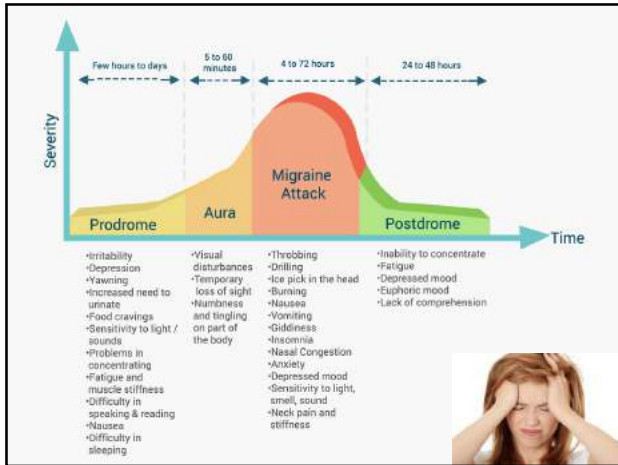 Few hours to days
5 to 60
minutes
4 to 72 hours
24 to 48 hours
Severity
Prodrome
Aura
Migraine
Attack
Postdrome
Time
•Irritability
•Depression
•Yawning
•Increased need to
urinate
•Food cravings
•Sensitivity to light /
sounds
•Problems in
concentrating
•Fatigue and
muscle stiffness
•Difficulty in
speaking & reading
•Nausea
•Difficulty in
sleeping
•Visual
disturbances
•Temporary
loss of sight
•Numbness
and tingling
on part of
the body
•Throbbing
•Drilling
•Ice pick in the head
•Burning
•Nausea
•Vomiting
•Giddiness
•Insomnia
•Nasal Congestion
•Anxiety
•Depressed mood
•Sensitivity to light,
smell, sound
•Neck pain and
stiffness
•Inability to concentrate
•Fatigue
•Depressed mood
•Euphoric mood
•Lack of comprehension